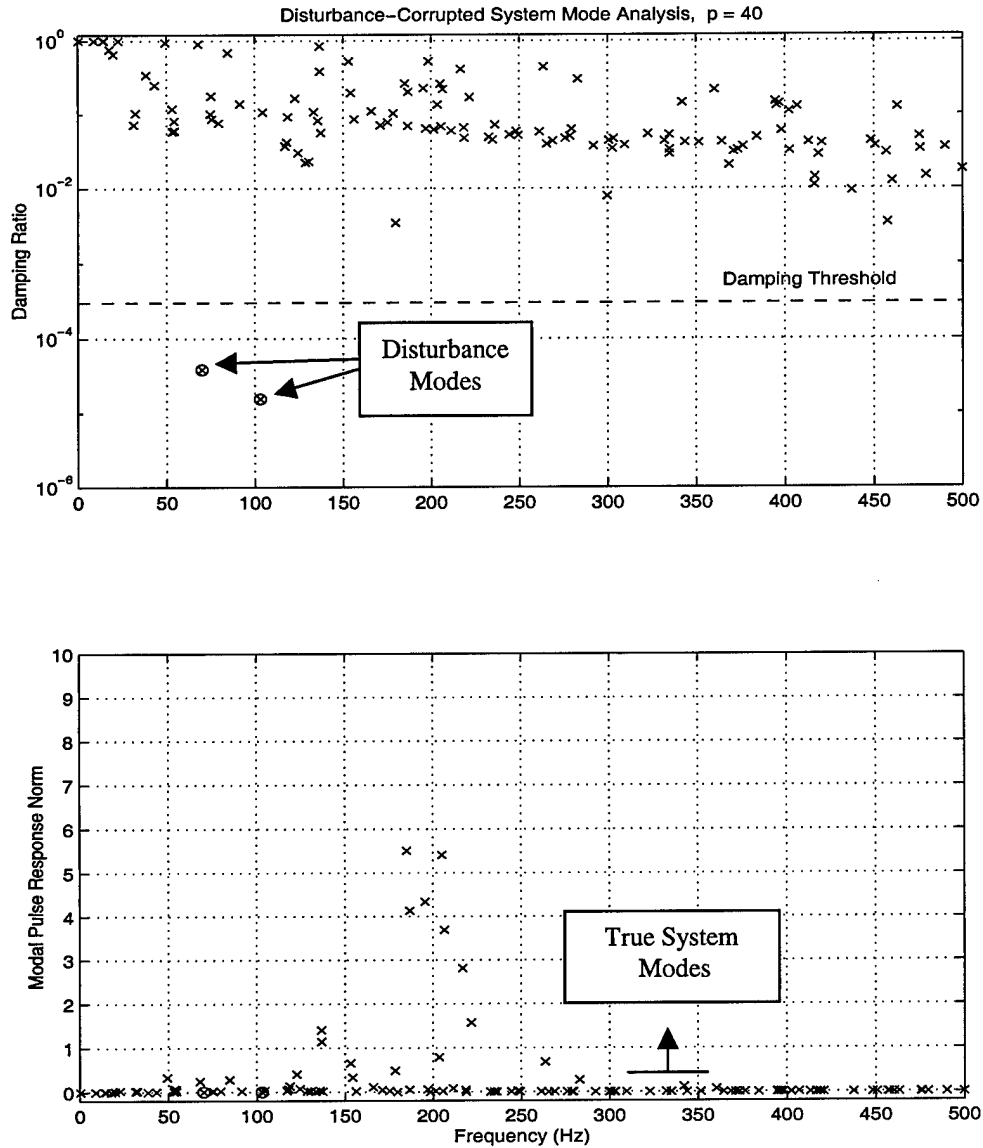 Disturbance−Corrupted System Mode Analysis, p = 40
Damping Ratio
10^0
10^−2
10^−4
10^−6
Damping Threshold
Disturbance
Modes
0 50 100 150 200 250 300 350 400 450 500
Modal Pulse Response Norm
10
9
8
7
6
5
4
3
2
1
0
True System
Modes
0 50 100 150 200 250 300 350 400 450 500
Frequency (Hz)